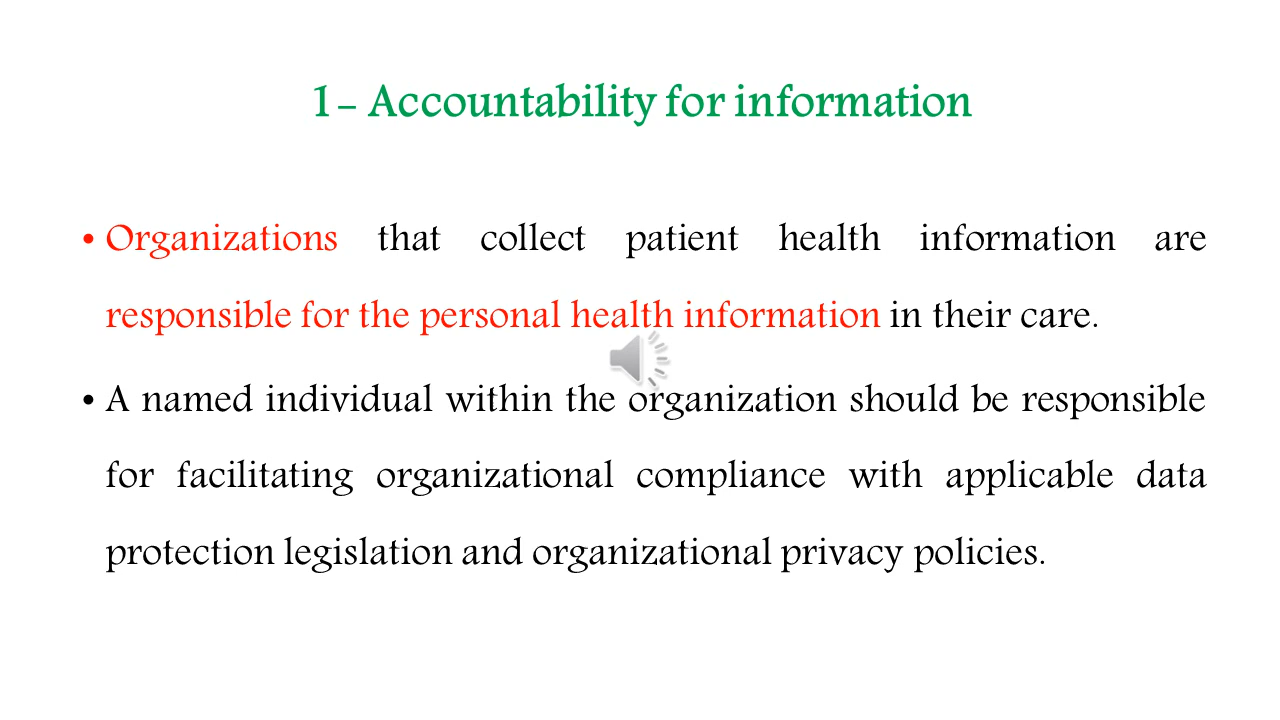 1- Accountability for information
• Organizations that collect patient health information are
responsible for the personal health information in their care.
• A named individual within the organization should be responsible
for facilitating organizational compliance with applicable data
protection legislation and organizational privacy policies.